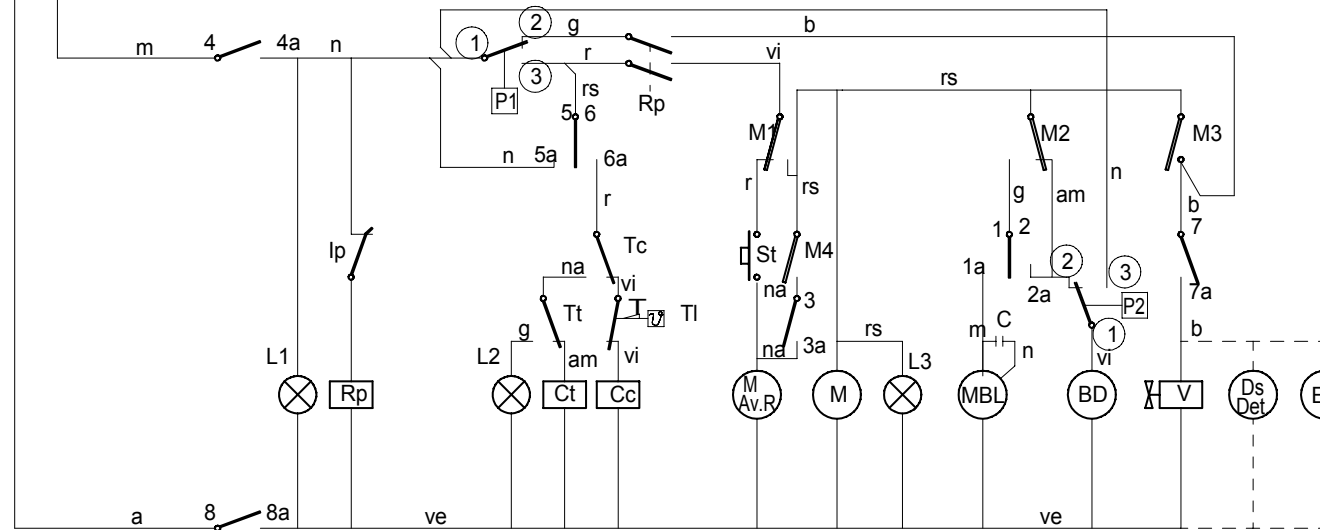 2 g b
m 4 4a n 1 r vi
3 rs
P1 Rp rs
5 6 M1 M2 M3
n 5a 6a r rs g am n b
r 1 2 7
Ip Tc St M4
na vi na 3 1a 2 3
2a P2 7a
Tt T Tl
g am vi na 3a rs m C n 1 vi b
L1 L2 L3
Rp Ct Cc M Av.R M MBL BD V Ds Det
a 8 8a ve ve